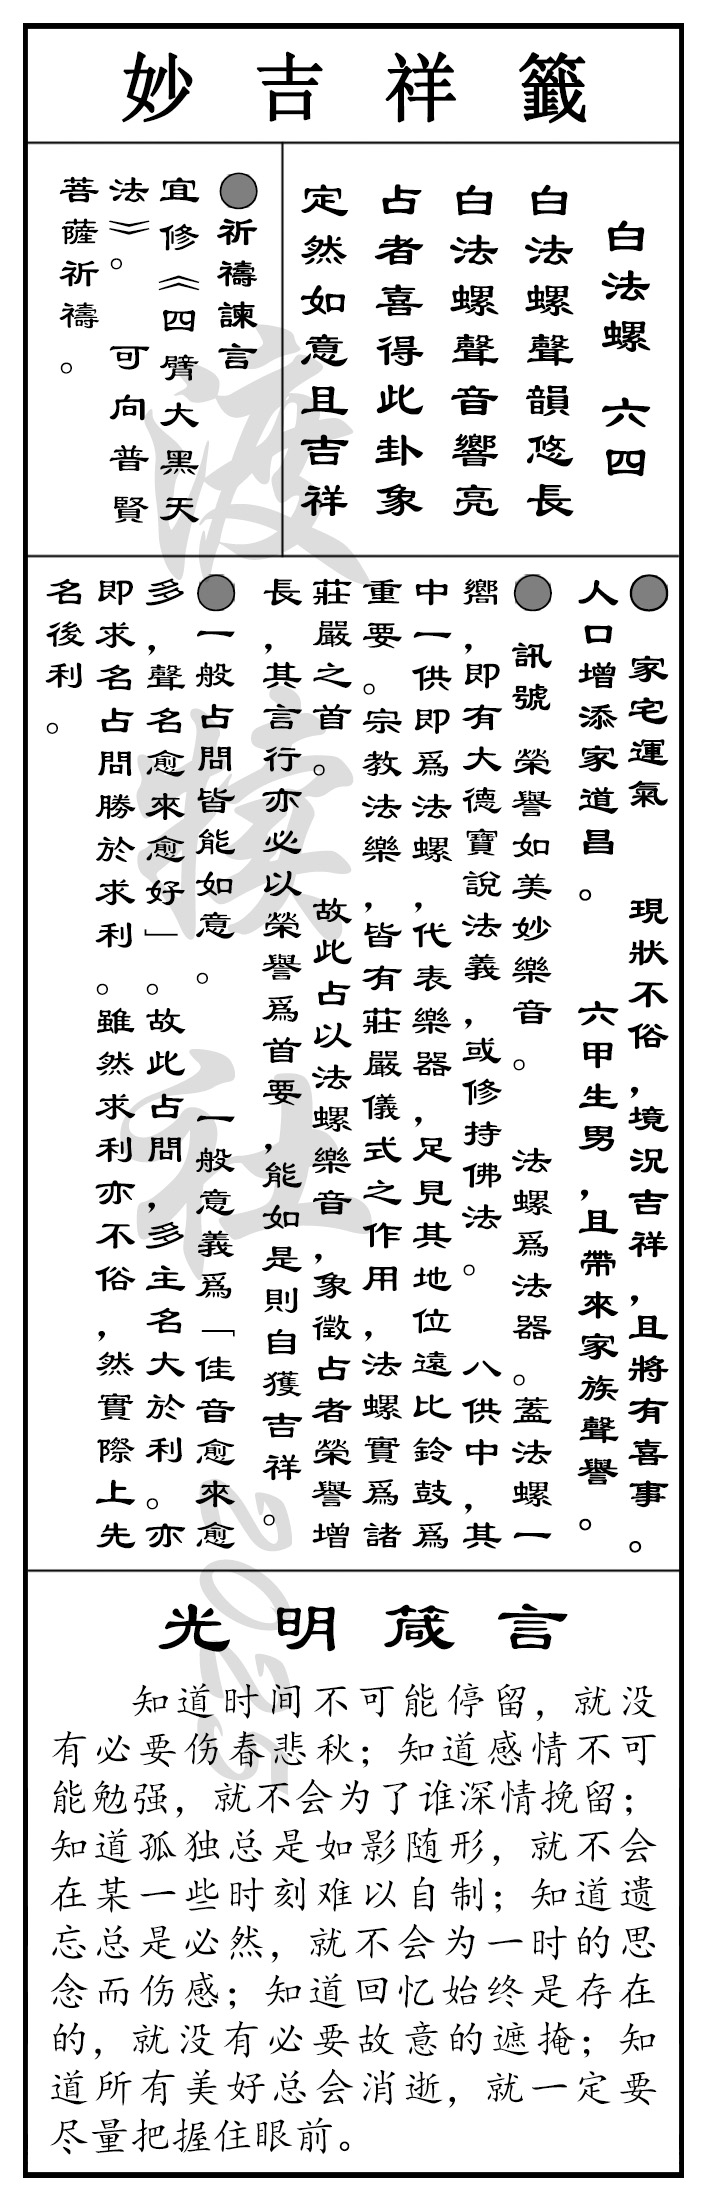 妙吉祥籤
白法螺 六四
白法螺聲韻悠長
白法螺聲音響亮
占者喜得此卦象
定然如意且吉祥
●祈禱諫言
宜修《四臂大黑天
法》。 可向普賢
菩薩祈禱。
● 家宅運氣 現狀不俗,境況吉祥,且將有喜事。
人口增添家道昌。 六甲生男,且帶來家族聲譽。
● 訊號 榮譽如美妙樂音。 法螺爲法器。蓋法螺一
嚮,即有大德寶說法義,或修持佛法。 八供中,其
中一供即爲法螺,代表樂器,足見其地位遠比鈴鼓爲
重要。宗教法樂,皆有莊嚴儀式之作用,法螺實爲諸
莊嚴之首。 故此占以法螺樂音,象徵占者榮譽增
長,其言行亦必以榮譽爲首要,能如是則自獲吉祥。
●一般占問皆能如意。 一般意義爲「佳音愈來愈
多,聲名愈來愈好」。故此占問,多主名大於利。亦
即求名占問勝於求利。雖然求利亦不俗,然實際上先
名後利。
光明箴言
知道时间不可能停留，就没
有必要伤春悲秋；知道感情不可
能勉强，就不会为了谁深情挽留；
知道孤独总是如影随形，就不会
在某一些时刻难以自制；知道遗
忘总是必然，就不会为一时的思
念而伤感；知道回忆始终是存在
的，就没有必要故意的遮掩；知
道所有美好总会消逝，就一定要
尽量把握住眼前。
渡犊社2025